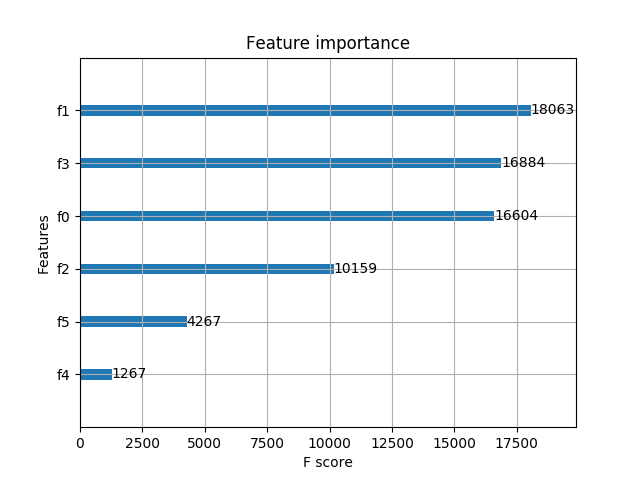 Feature importance
f1 18063
f3 16884
f0 16604
f2 10159
f5 4267
f4 1267
Features
0 2500 5000 7500 10000 12500 15000 17500
F score